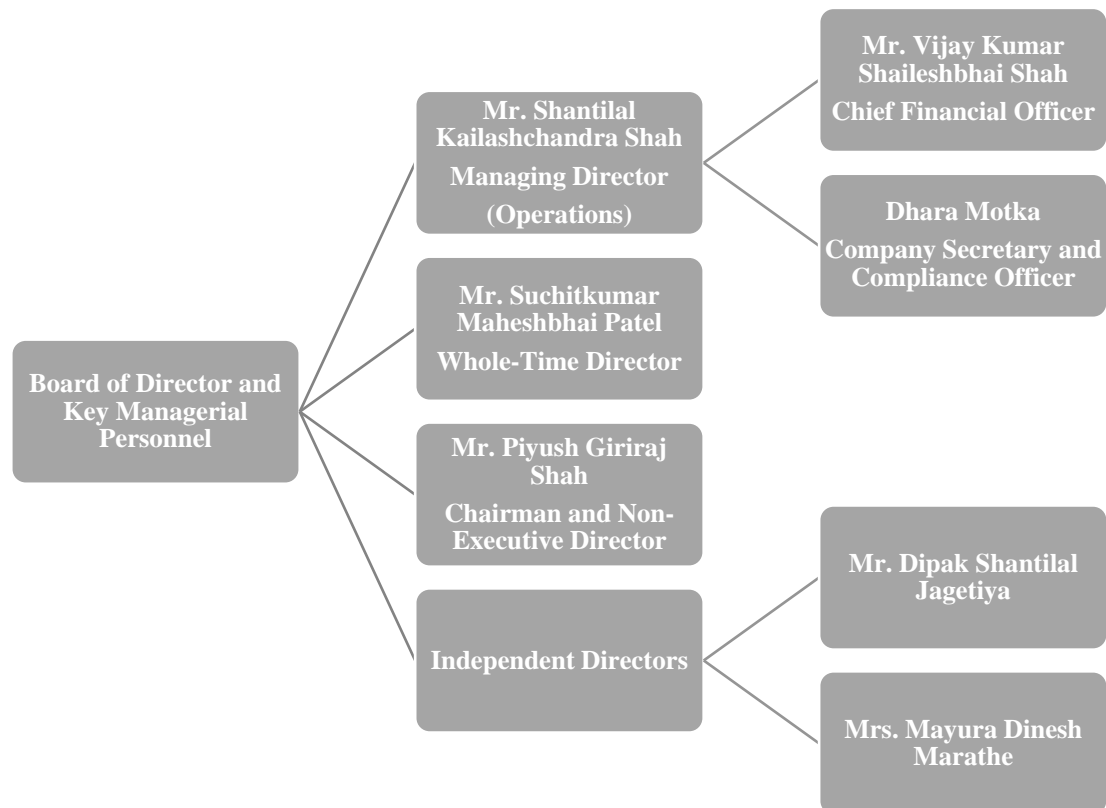 Board of Director and
Key Managerial
Personnel
Mr. Shantilal
Kailashchandra Shah
Managing Director
(Operations)
Mr. Vijay Kumar
Shaileshbhai Shah
Chief Financial Officer
Dhara Motka
Company Secretary and
Compliance Officer
Mr. Suchitkumar
Maheshbhai Patel
Whole-Time Director
Mr. Piyush Giriraj
Shah
Chairman and Non-
Executive Director
Independent Directors
Mr. Dipak Shantilal
Jagetiya
Mrs. Mayura Dinesh
Marathe